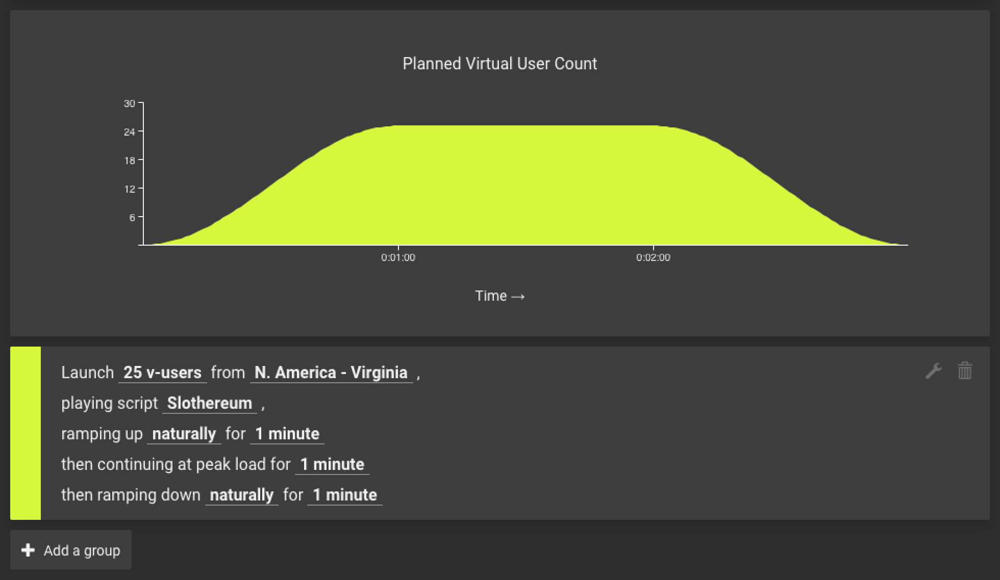 Planned Virtual User Count
30
24
18
12
6
0:01:00 0:02:00
Time →
Launch 25 v-users from N. America - Virginia ,
playing script Slothereum ,
ramping up naturally for 1 minute
then continuing at peak load for 1 minute
then ramping down naturally for 1 minute
Add a group